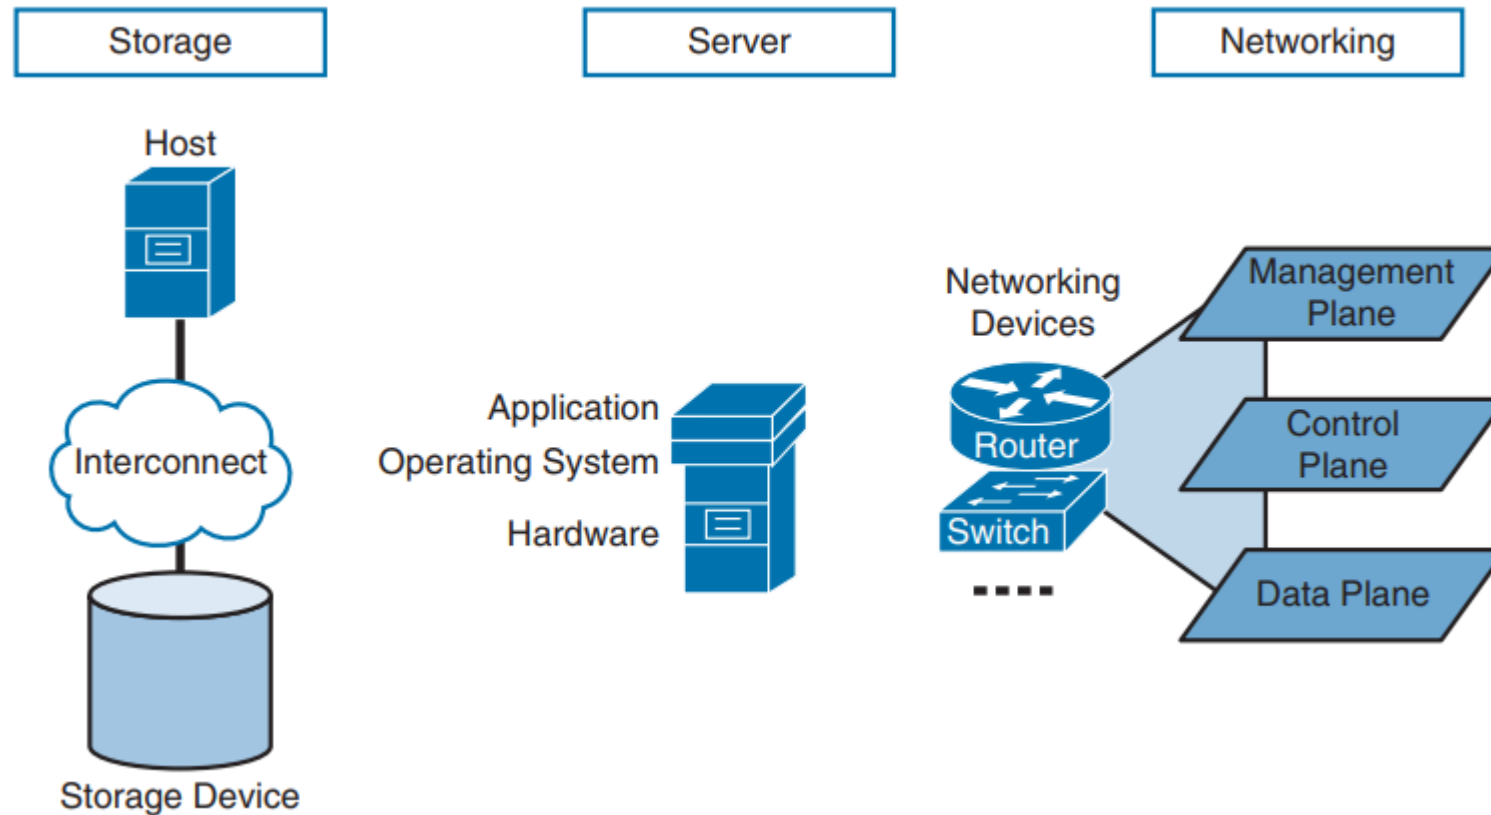 Storage
Server
Networking
Host
Interconnect
Storage Device
Application
Operating System
Hardware
Networking
Devices
Router
Switch
Management
Plane
Control
Plane
Data Plane